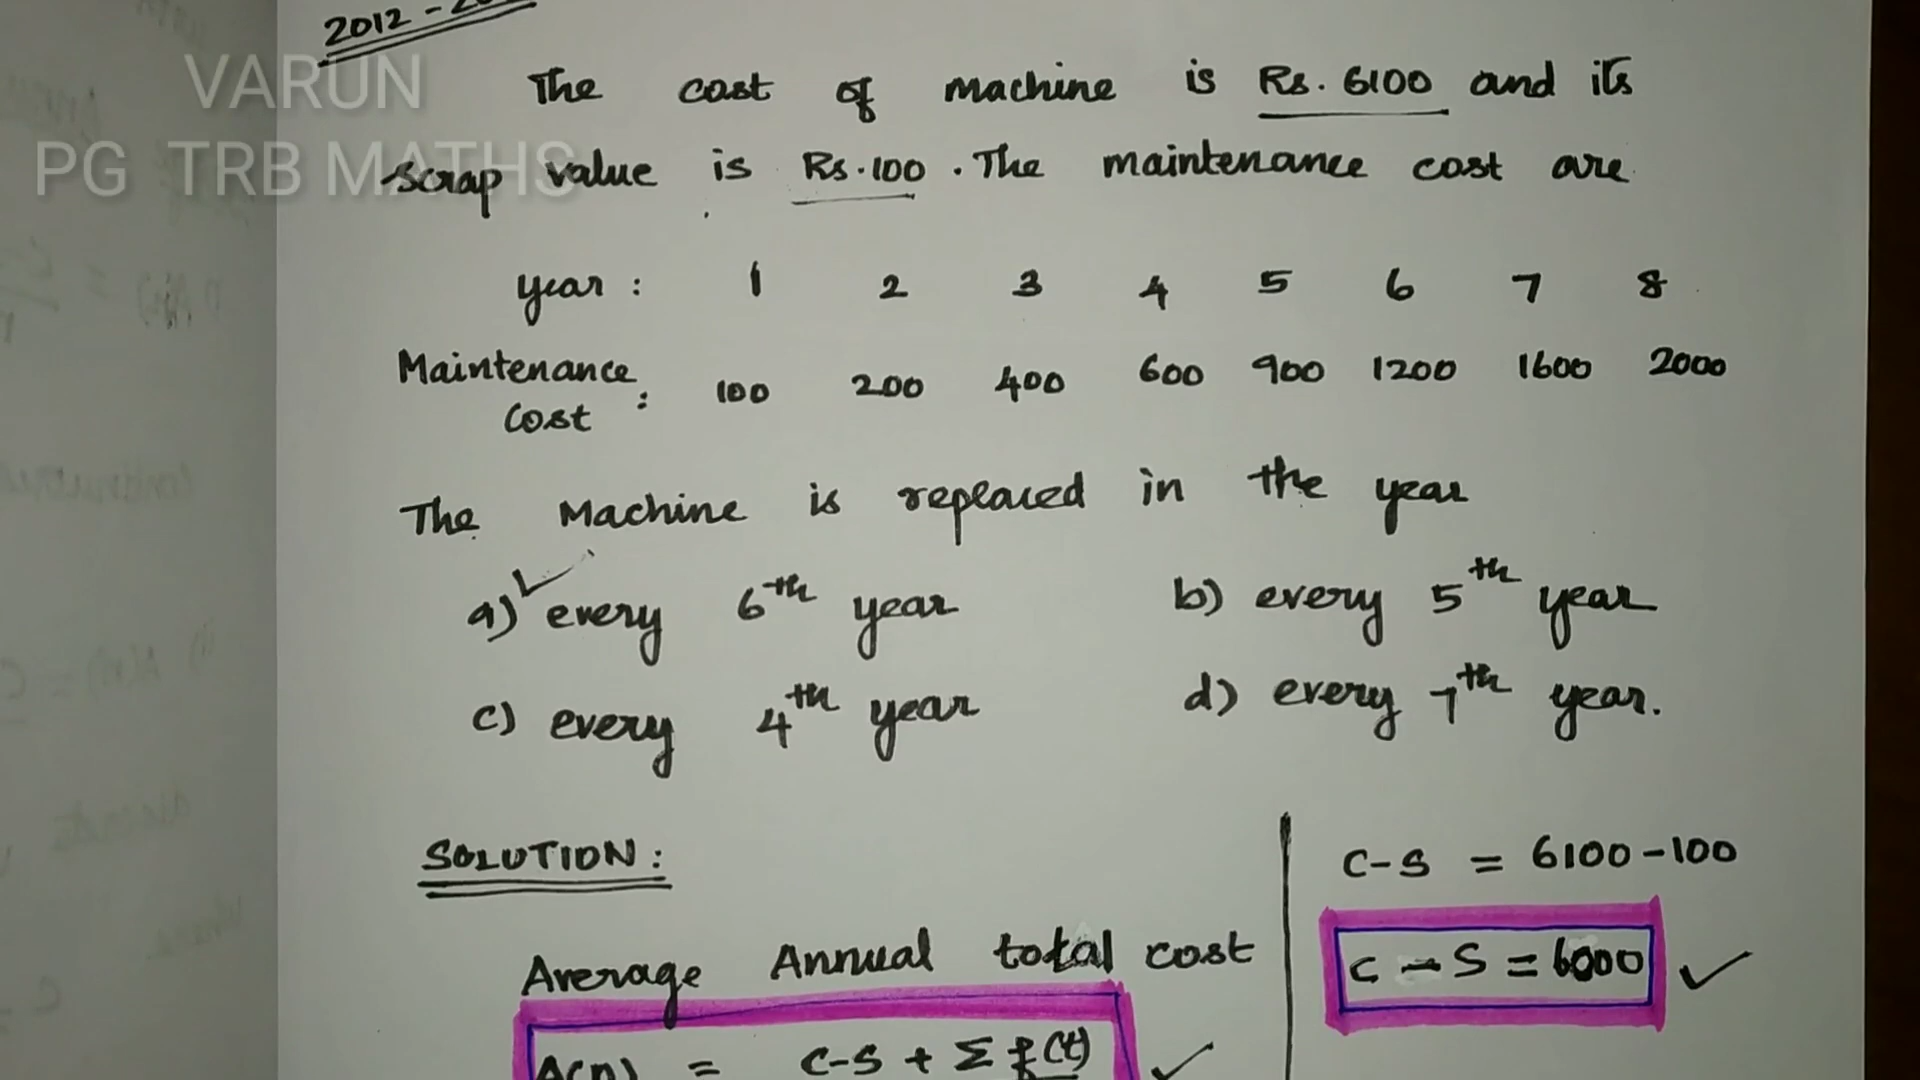 2012 -
VARUN
PG TRB MATHS
The cost of machine is Rs. 6100 and its
scrap value is Rs.100. The maintenance cost are
year : 1 2 3 4 5 6 7 8
Maintenance cost : 100 200 400 600 900 1200 1600 2000
The Machine is replaced in the year
a) every 6th year b) every 5th year
c) every 4th year d) every 7th year.
SOLUTION :
C-S = 6100-100
C - S = 6000
Average Annual total cost
A(n) = C-S + Σ f(t)